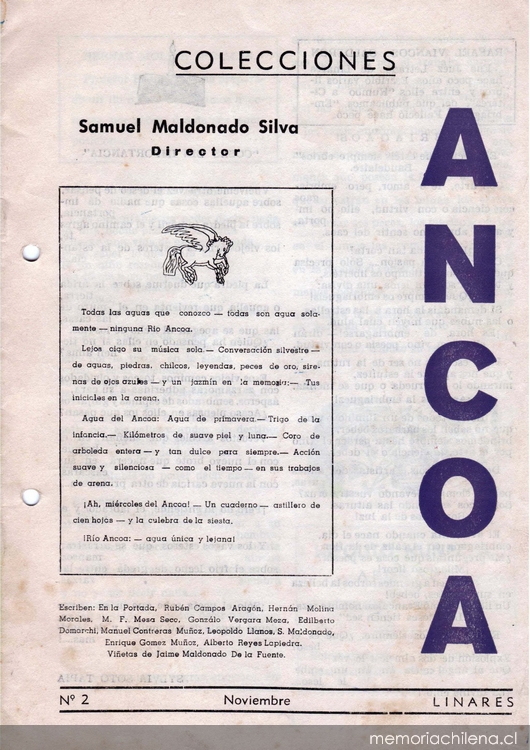 COLECCIONES
Samuel Maldonado Silva
Director
ANCOA
Todas las aguas que conozco — todas son agua sola-
mente — ninguna Río Ancoa.
Lejos oigo su música sola.— Conversación silvestre —
de aguas, piedras, chilcos, leyendas, peces de oro, sire-
nas de ojos azules — y un jazmín en la memoria:— Tus
iniciales en la arena.
Agua del Ancoa: Agua de primavera.— Trigo de la
infancia.— Kilómetros de suave piel y luna.— Coro de
arboleda entera — y tan dulce para siempre.— Acción
suave y silenciosa — como el tiempo — en sus trabajos
de arena.
¡Ah, miércoles del Ancoa! — Un cuaderno — astillero de
cien hojas — y la culebra de la siesta.
¡Río Ancoa: — agua única y lejana!
Escriben: En la Portada, Rubén Campos Aragón, Hernán Molina
Morales, M. F. Mesa Seco, Gonzálo Vergara Meza, Edilberto
Domarchi, Manuel Contreras Muñoz, Leopoldo Llanos, S. Maldonado,
Enrique Gomez Muñoz, Alberto Reyes Lapiedra.
Viñetas de Jaime Maldonado De la Fuente.
Nº 2 Noviembre LINARES
memoriachilena.cl